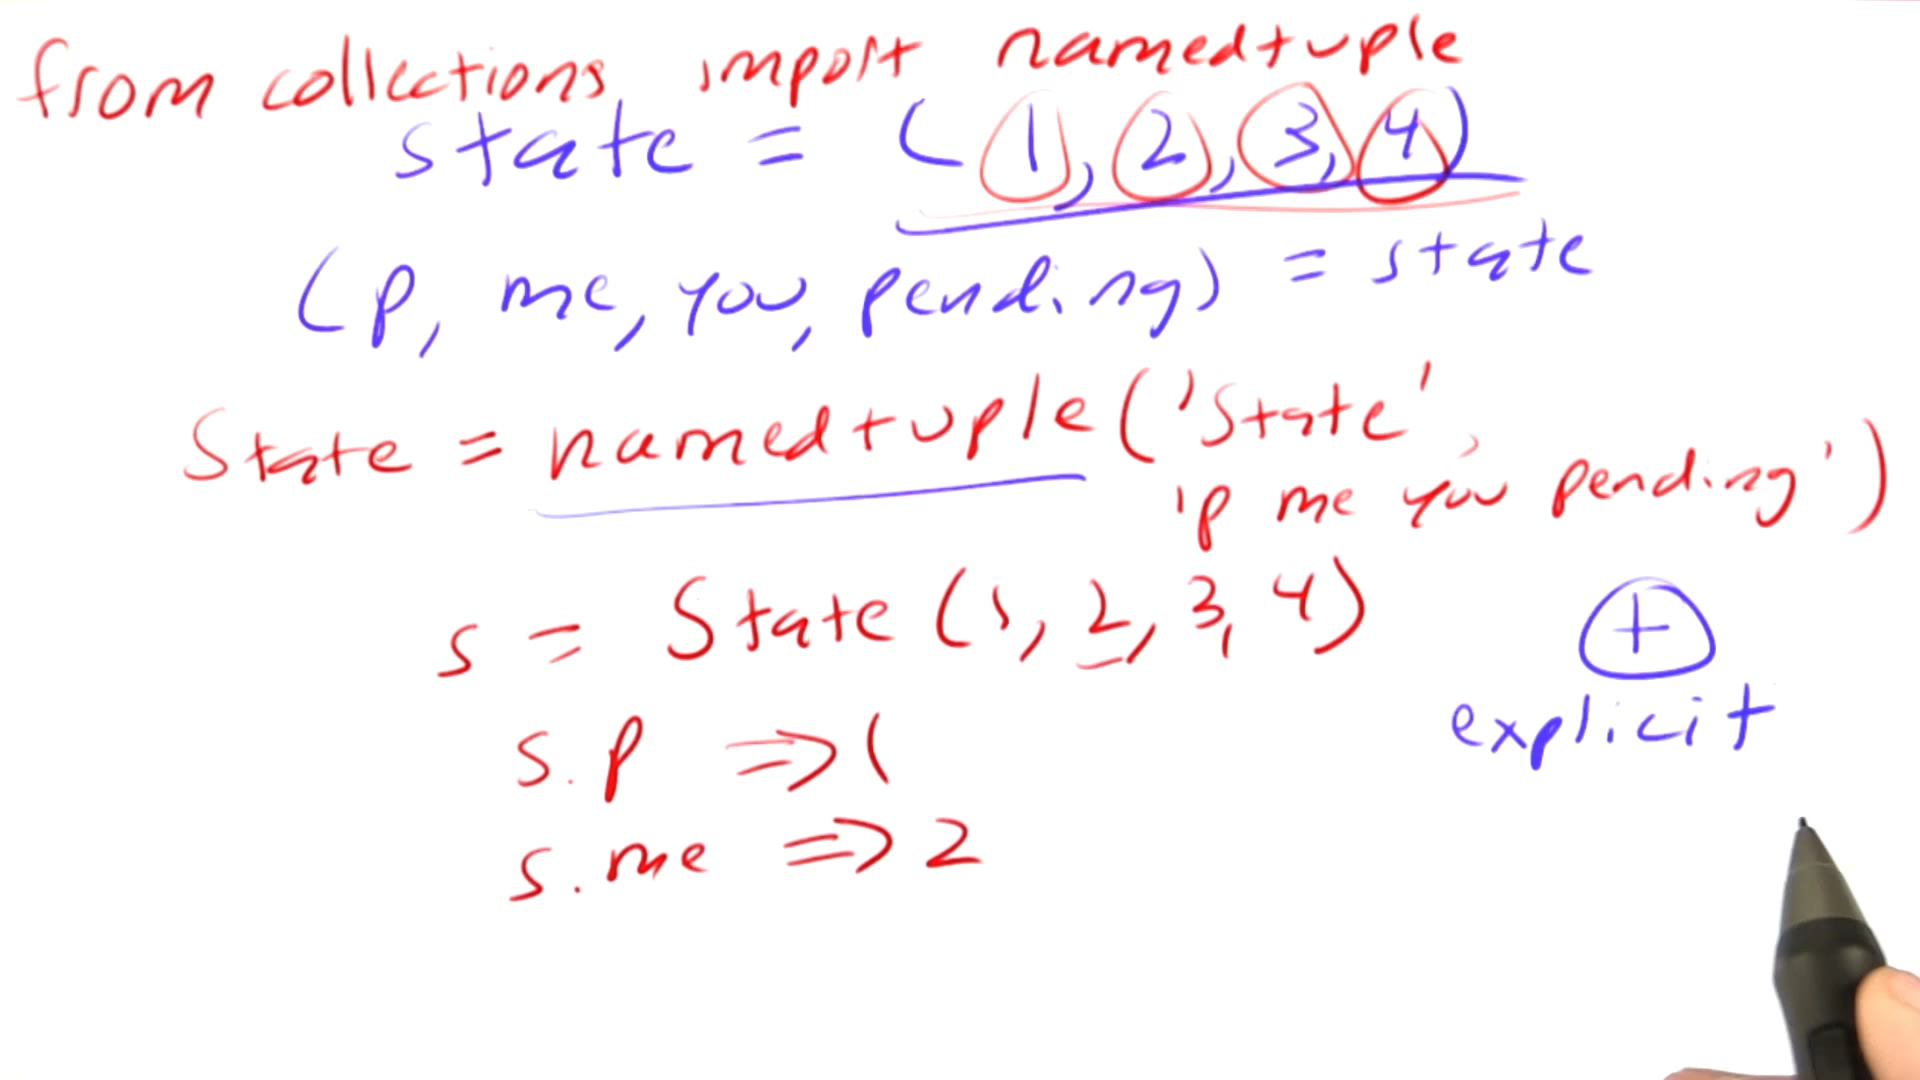 from collections import namedtuple
state = (1, 2, 3, 4)
(p, me, you, pending) = state
State = namedtuple('State',
'p me you pending')
s = State(1, 2, 3, 4)
+
explicit
s.p => 1
s.me => 2